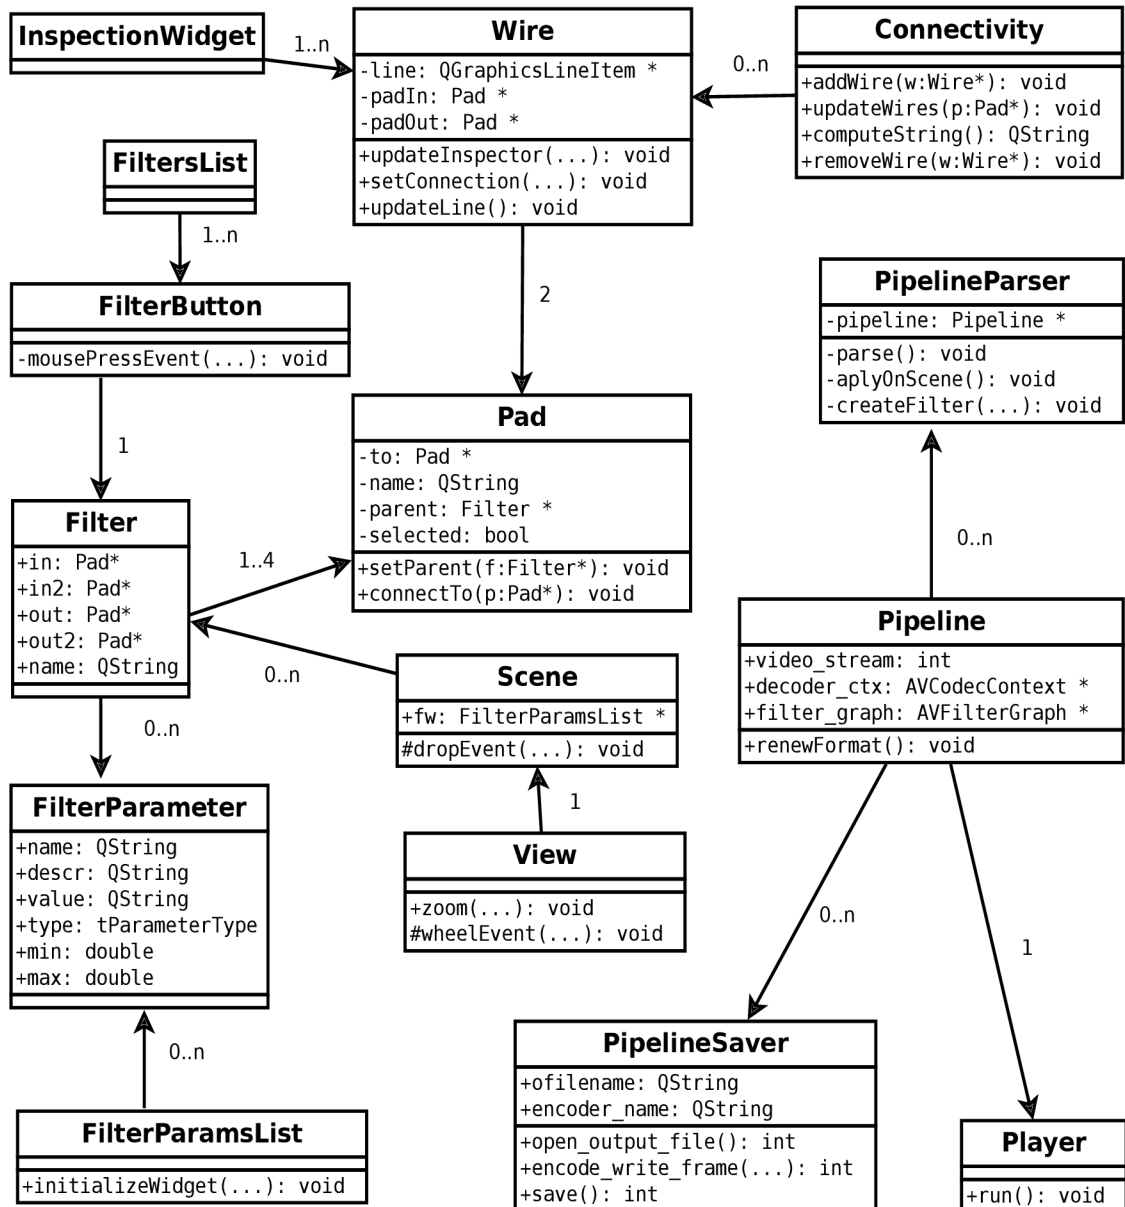 InspectionWidget
1..n
Wire
-line: QGraphicsLineItem *
-padIn: Pad *
-padOut: Pad *
+updateInspector(...): void
+setConnection(...): void
+updateLine(): void
0..n
Connectivity
+addWire(w:Wire*): void
+updateWires(p:Pad*): void
+computeString(): QString
+removeWire(w:Wire*): void
FiltersList
1..n
FilterButton
-mousePressEvent(...): void
2
PipelineParser
-pipeline: Pipeline *
-parse(): void
-aplyOnScene(): void
-createFilter(...): void
1
Pad
-to: Pad *
-name: QString
-parent: Filter *
-selected: bool
+setParent(f:Filter*): void
+connectTo(p:Pad*): void
Filter
+in: Pad*
+in2: Pad*
+out: Pad*
+out2: Pad*
+name: QString
1..4
0..n
0..n
Pipeline
+video_stream: int
+decoder_ctx: AVCodecContext *
+filter_graph: AVFilterGraph *
+renewFormat(): void
Scene
+fw: FilterParamsList *
#dropEvent(...): void
0..n
1
FilterParameter
+name: QString
+descr: QString
+value: QString
+type: tParameterType
+min: double
+max: double
View
+zoom(...): void
#wheelEvent(...): void
0..n
1
0..n
PipelineSaver
+ofilename: QString
+encoder_name: QString
+open_output_file(): int
+encode_write_frame(...): int
+save(): int
FilterParamsList
+initializeWidget(...): void
Player
+run(): void